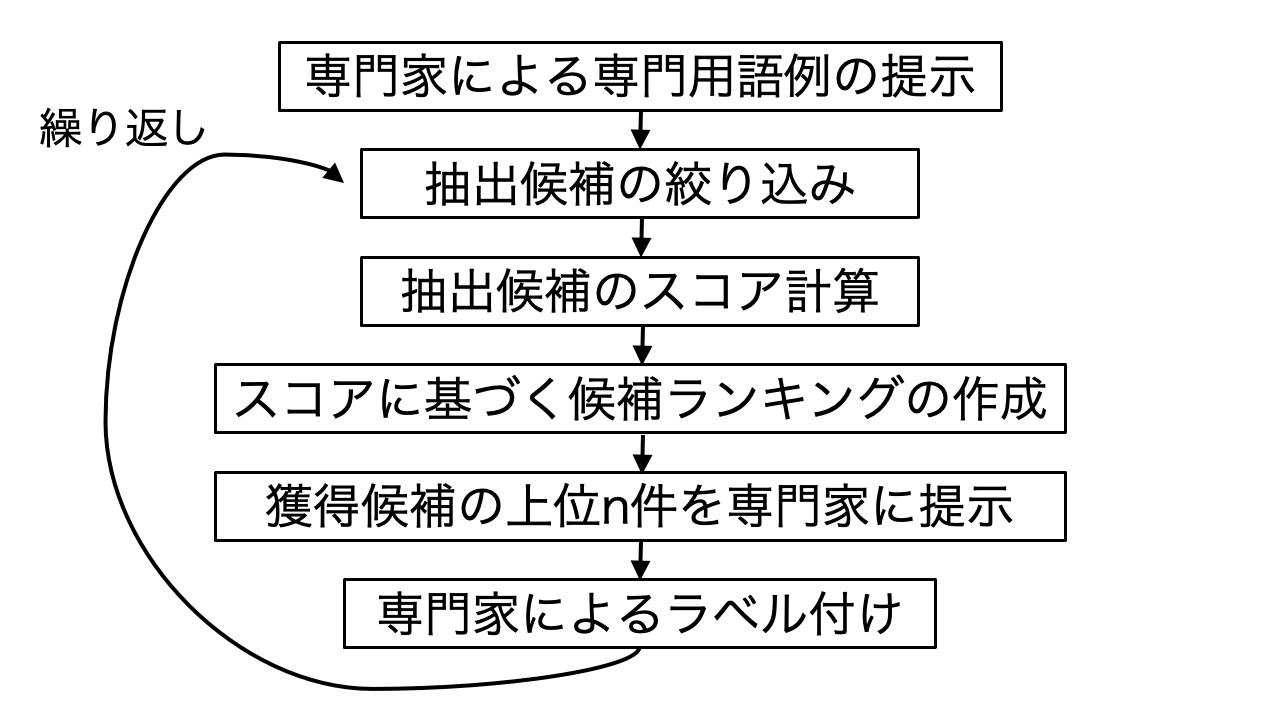 専門家による専門用語例の提示
繰り返し
抽出候補の絞り込み
抽出候補のスコア計算
スコアに基づく候補ランキングの作成
獲得候補の上位n件を専門家に提示
専門家によるラベル付け